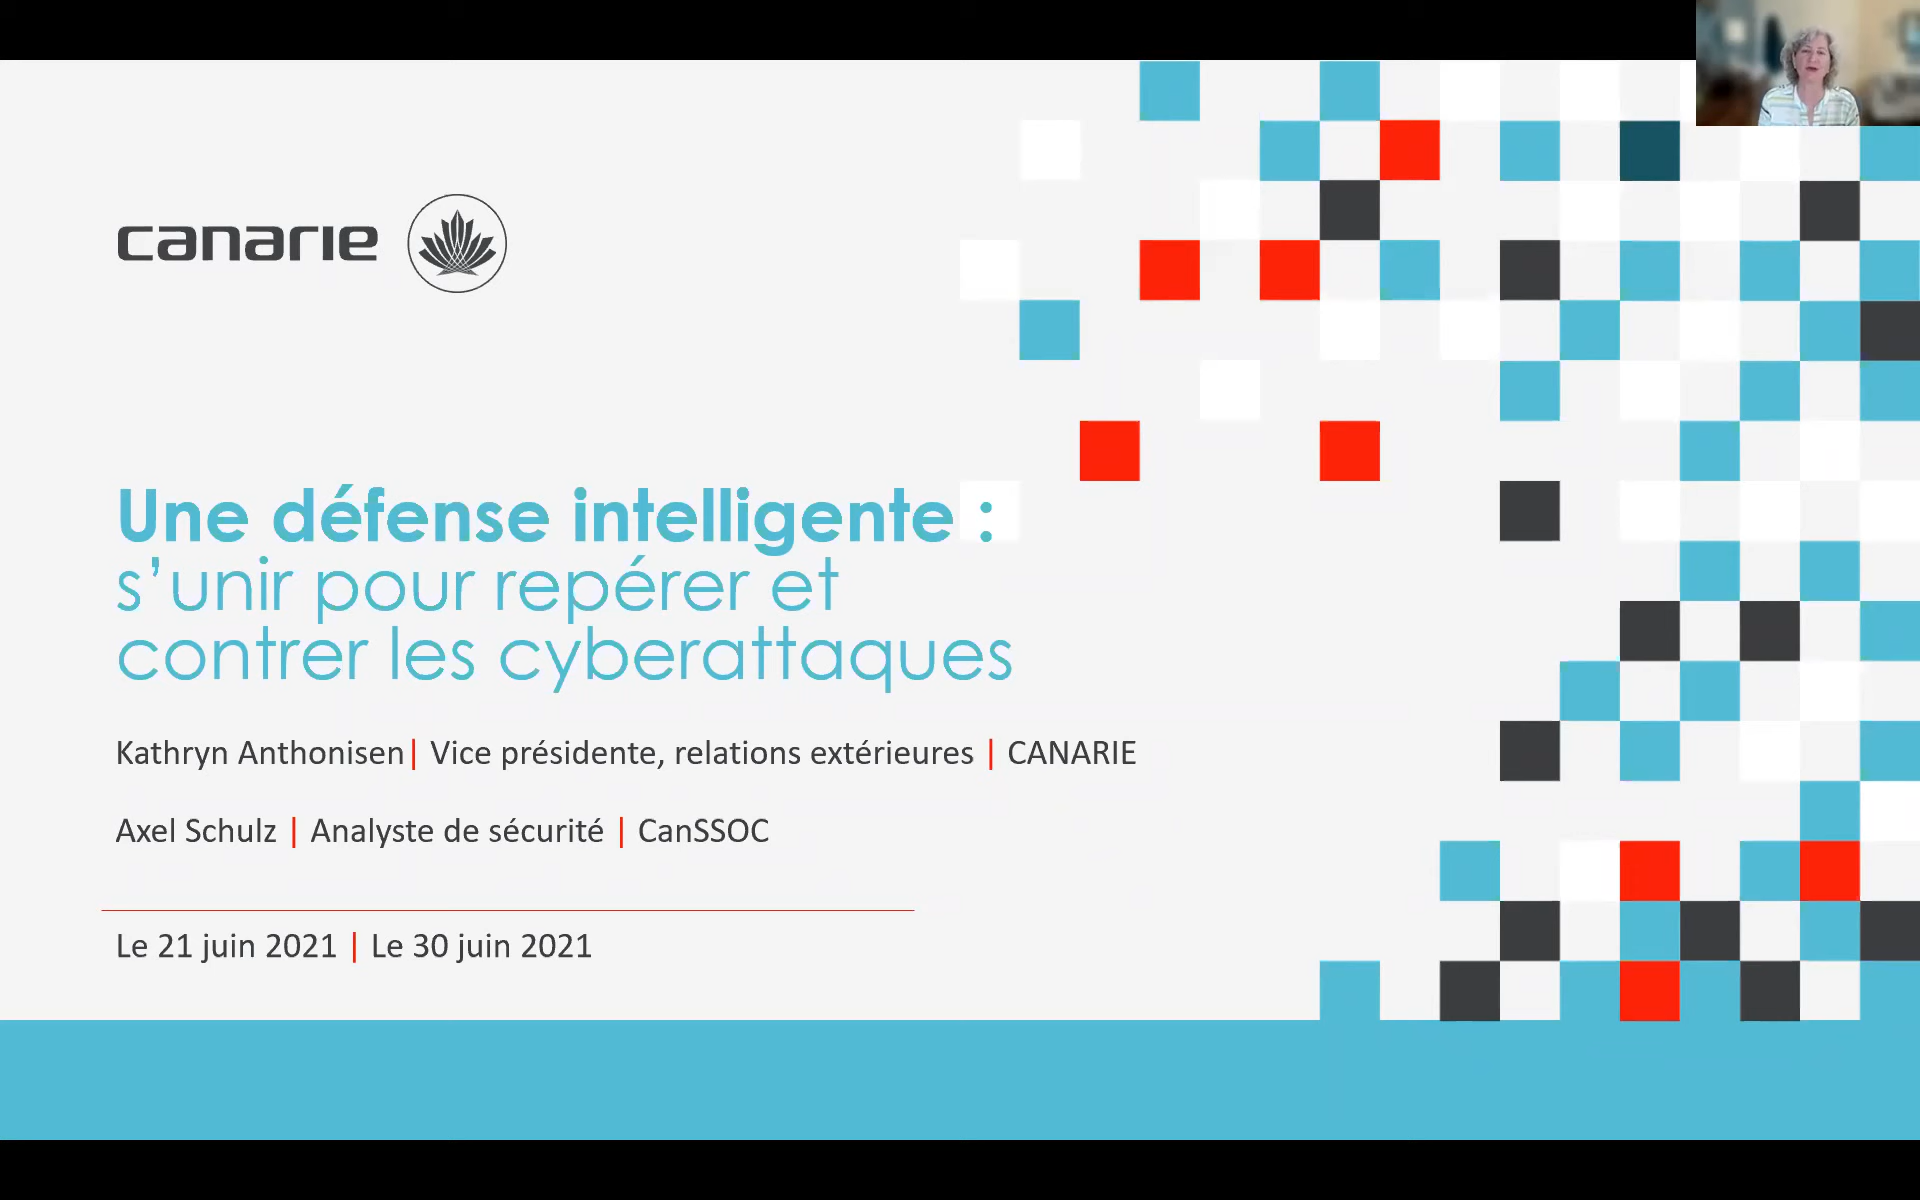 canarie
Une défense intelligente :
s’unir pour repérer et
contrer les cyberattaques
Kathryn Anthonisen| Vice présidente, relations extérieures | CANARIE
Axel Schulz | Analyste de sécurité | CanSSOC
Le 21 juin 2021 | Le 30 juin 2021